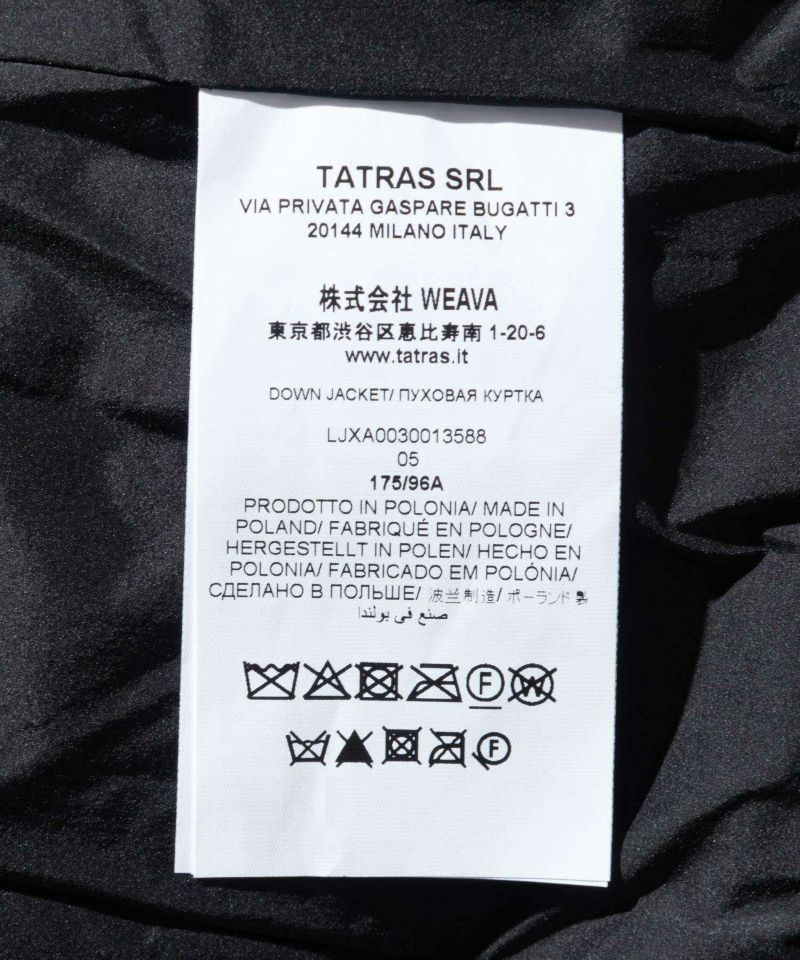 TATRAS SRL
VIA PRIVATA GASPARE BUGATTI 3
20144 MILANO ITALY
株式会社 WEAVA
東京都渋谷区恵比寿南 1-20-6
www.tatras.it
DOWN JACKET/ ПУХОВАЯ КУРТКА
LJXA0030013588
05
175/96A
PRODOTTO IN POLONIA/ MADE IN
POLAND/ FABRIQUÉ EN POLOGNE/
HERGESTELLT IN POLEN/ HECHO EN
POLONIA/ FABRICADO EM POLÓNIA/
СДЕЛАНО В ПОЛЬШЕ/ 波兰制造/ ポーランド製
صنع في بولندا
F W
F